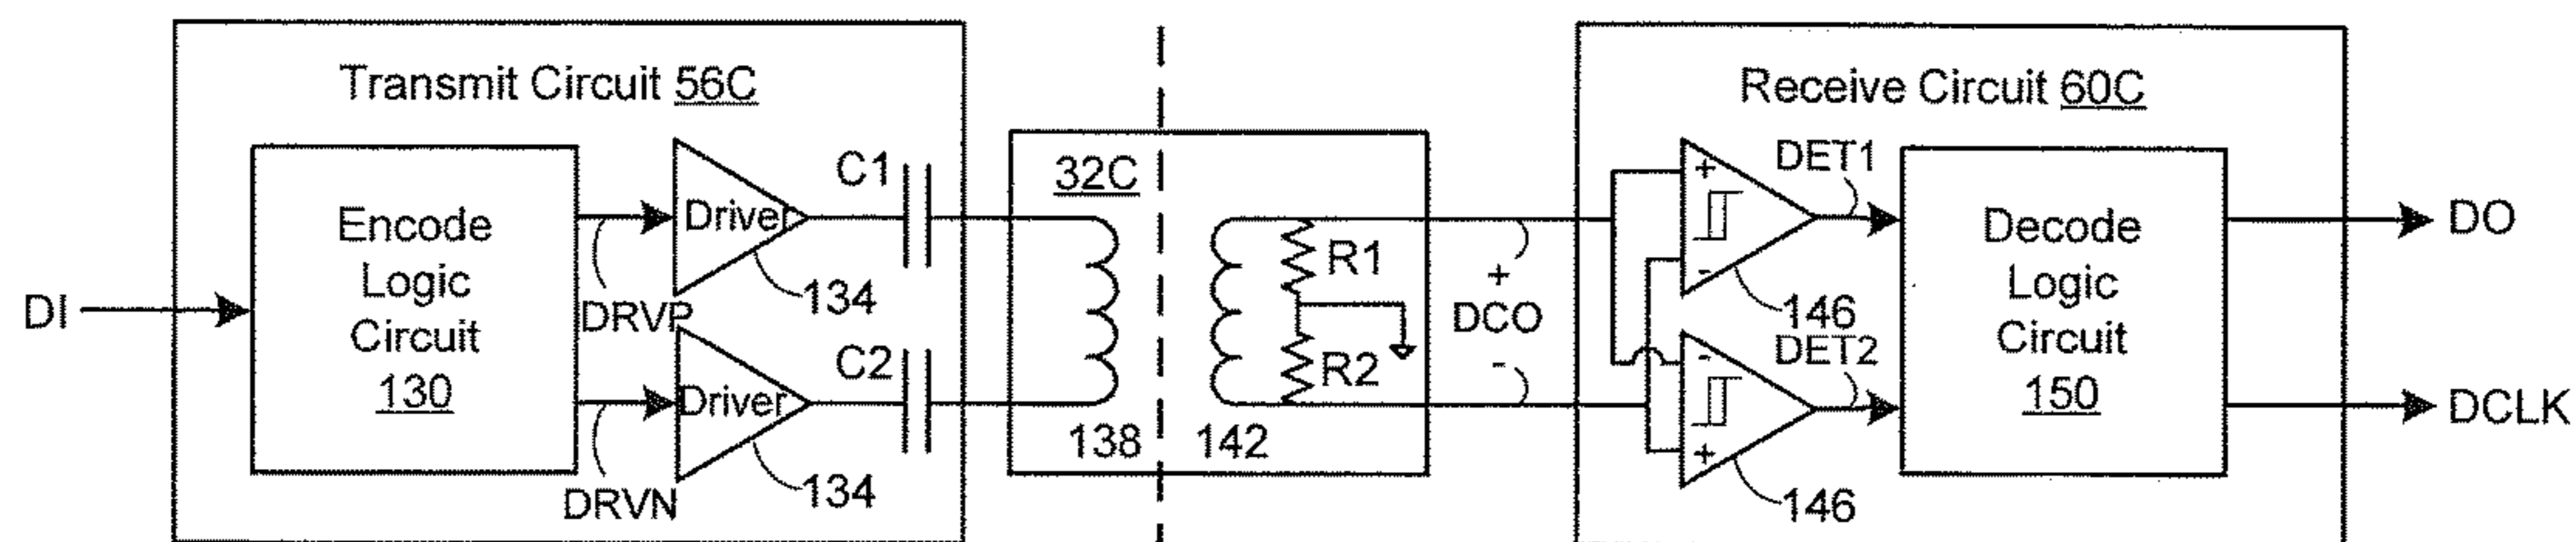 Transmit Circuit 56C
Receive Circuit 60C
DI
Encode
Logic
Circuit
130
DRVP
DRVN
Driver
134
Driver
134
C1
C2
32C
138
142
R1
R2
+
DCO
-
+
-
146
-
+
146
DET1
DET2
Decode
Logic
Circuit
150
DO
DCLK